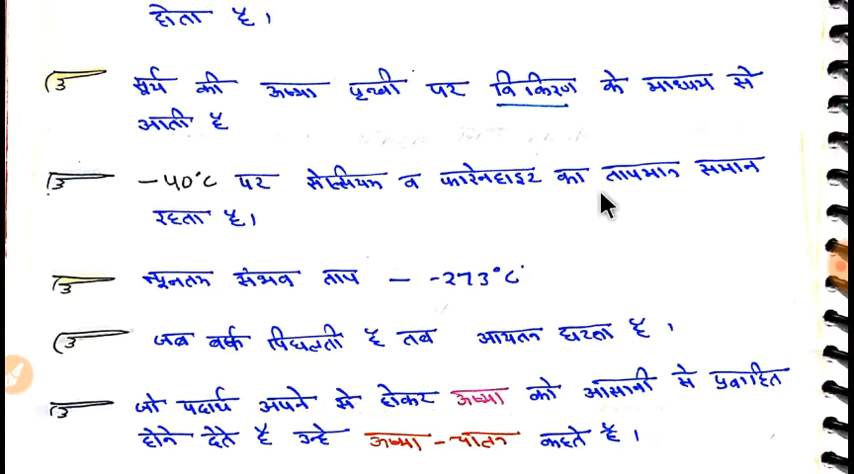 होता है।
सूर्य की ऊष्मा पृथ्वी पर विकिरण के माध्यम से
आती है
-40°C पर सेल्सियस व फारेनहाइट का तापमान समान
रहता है।
न्यूनतम संभव ताप - -273°C
जब बर्फ पिघलती है तब आयतन घटता है।
जो पदार्थ अपने से होकर ऊष्मा को आसानी से प्रवाहित
होने देते है उन्हे ऊष्मा-चालन कहते है।